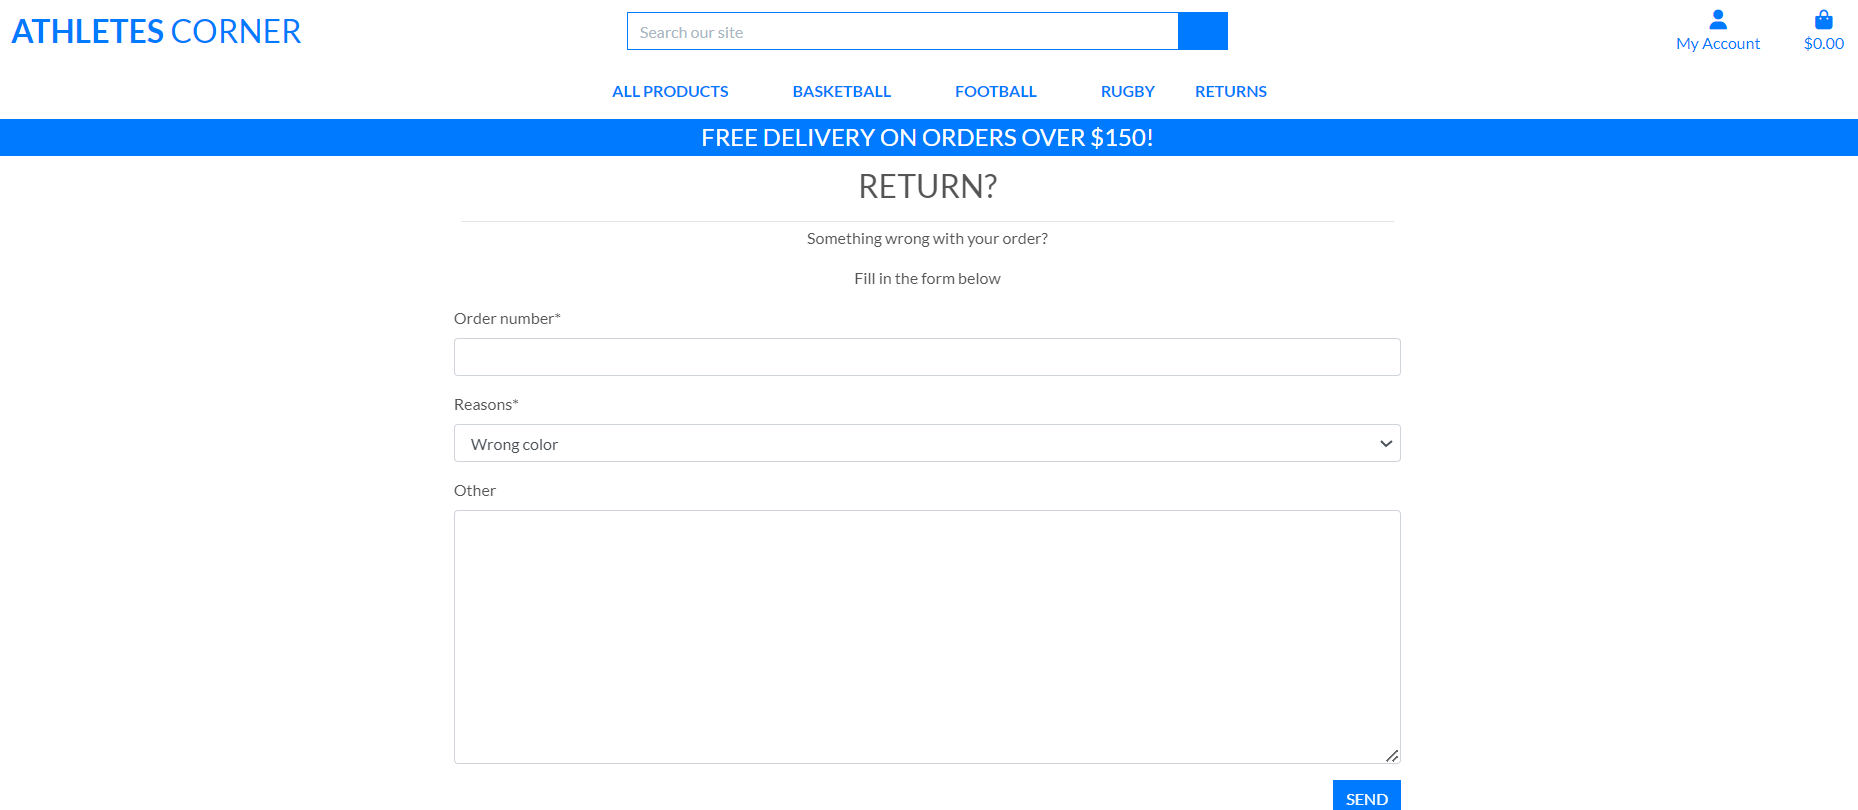 ATHLETES CORNER
Search our site
My Account
$0.00
ALL PRODUCTS
BASKETBALL
FOOTBALL
RUGBY
RETURNS
FREE DELIVERY ON ORDERS OVER $150!
RETURN?
Something wrong with your order?
Fill in the form below
Order number*
Reasons*
Wrong color
Other
SEND